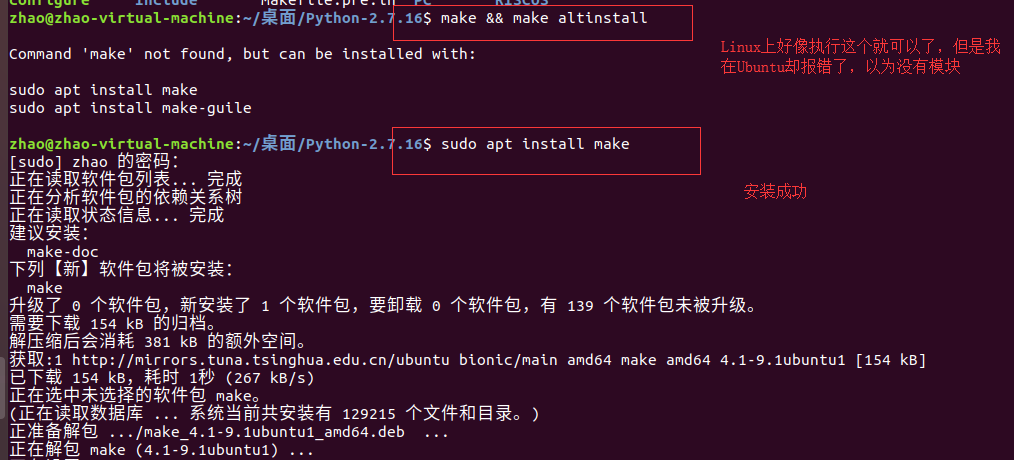 Configure Include Makefile.pre.in PC RISCOS
zhao@zhao-virtual-machine:~/桌面/Python-2.7.16$ make && make altinstall
Linux上好像执行这个就可以了，但是我
在Ubuntu却报错了，以为没有模块
Command 'make' not found, but can be installed with:
sudo apt install make
sudo apt install make-guile
zhao@zhao-virtual-machine:~/桌面/Python-2.7.16$ sudo apt install make
[sudo] zhao 的密码：
正在读取软件包列表... 完成
正在分析软件包的依赖关系树
安装成功
正在读取状态信息... 完成
建议安装：
make-doc
下列【新】软件包将被安装：
make
升级了 0 个软件包，新安装了 1 个软件包，要卸载 0 个软件包，有 139 个软件包未被升级。
需要下载 154 kB 的归档。
解压缩后会消耗 381 kB 的额外空间。
获取:1 http://mirrors.tuna.tsinghua.edu.cn/ubuntu bionic/main amd64 make amd64 4.1-9.1ubuntu1 [154 kB]
已下载 154 kB，耗时 1秒 (267 kB/s)
正在选中未选择的软件包 make。
(正在读取数据库 ... 系统当前共安装有 129215 个文件和目录。)
正准备解包 .../make_4.1-9.1ubuntu1_amd64.deb ...
正在解包 make (4.1-9.1ubuntu1) ...